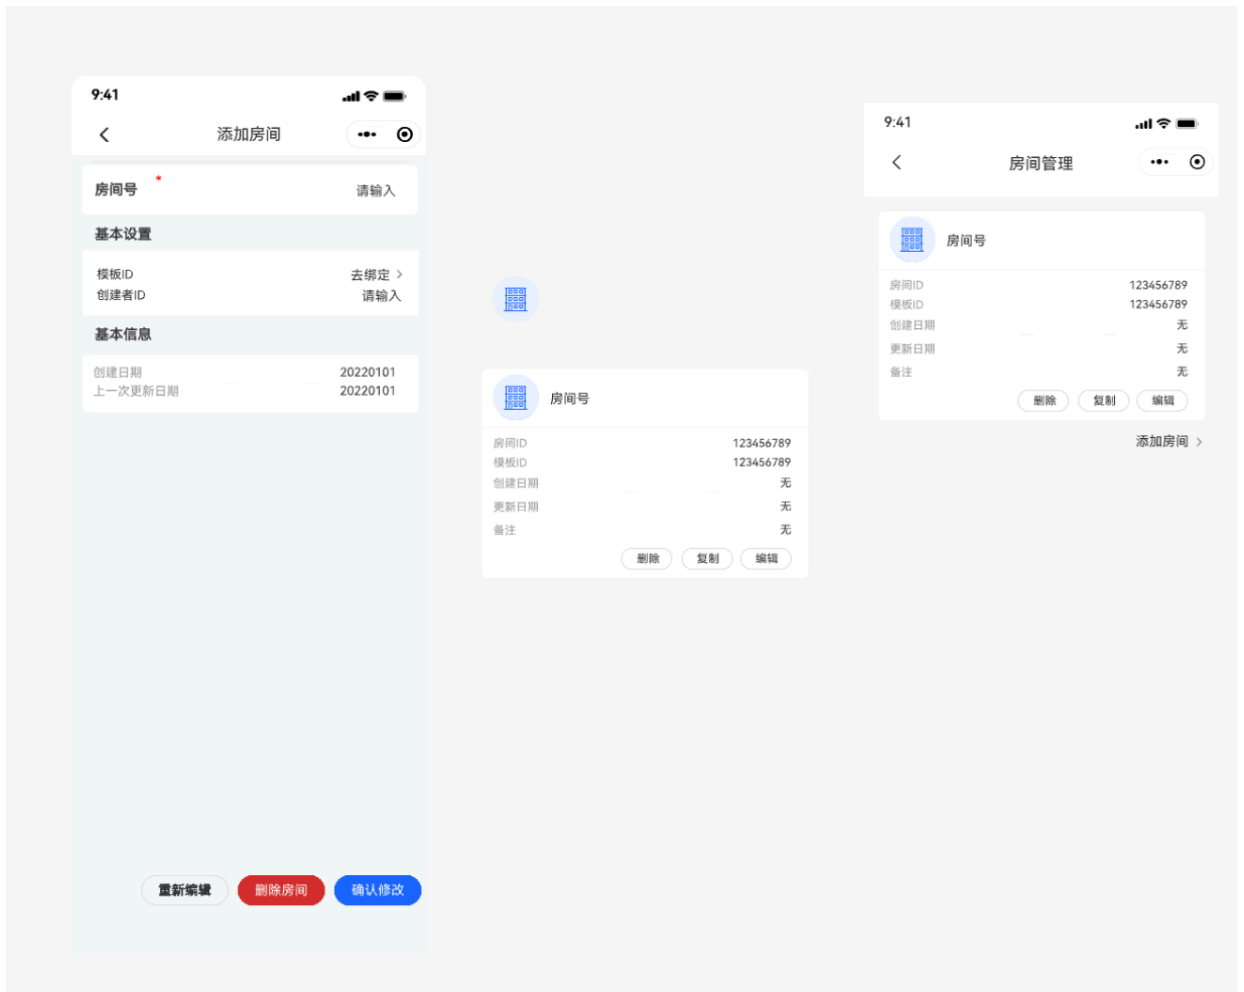 9:41
添加房间
房间号 *
请输入
基本设置
模板ID
去绑定 >
创建者ID
请输入
基本信息
创建日期
20220101
上一次更新日期
20220101
重新编辑
删除房间
确认修改
房间号
房间ID
123456789
模板ID
123456789
创建日期
无
更新日期
无
备注
无
删除
复制
编辑
9:41
房间管理
房间号
房间ID
123456789
模板ID
123456789
创建日期
无
更新日期
无
备注
无
删除
复制
编辑
添加房间 >